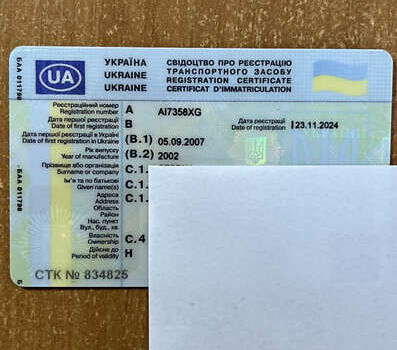 УКРАЇНА
UKRAINE
UKRAINE
UA
СВІДОЦТВО ПРО РЕЄСТРАЦІЮ
ТРАНСПОРТНОГО ЗАСОБУ
REGISTRATION CERTIFICATE
CERTIFICAT D'IMMATRICULATION
БАА 011798
Реєстраційний номер
Registration number A AI7358XG
Дата першої реєстрації
Date of first registration B
Дата реєстрації
Date of registration I 23.11.2024
Дата першої реєстрації в Україні
Date of first registration in Ukraine (B.1) 05.09.2007
Рік випуску
Year of manufacture (B.2) 2002
Прізвище або організація
Surname or company C.1.
Ім'я та по батькові
Given name(s) C.1.
Адреса
Address C.1.
Область
Район
Нас. пункт
Вул., буд., кв.
Власність
Ownership C.4
Дійсне до
Period of validity H
БАА 011798
СТК № 834825